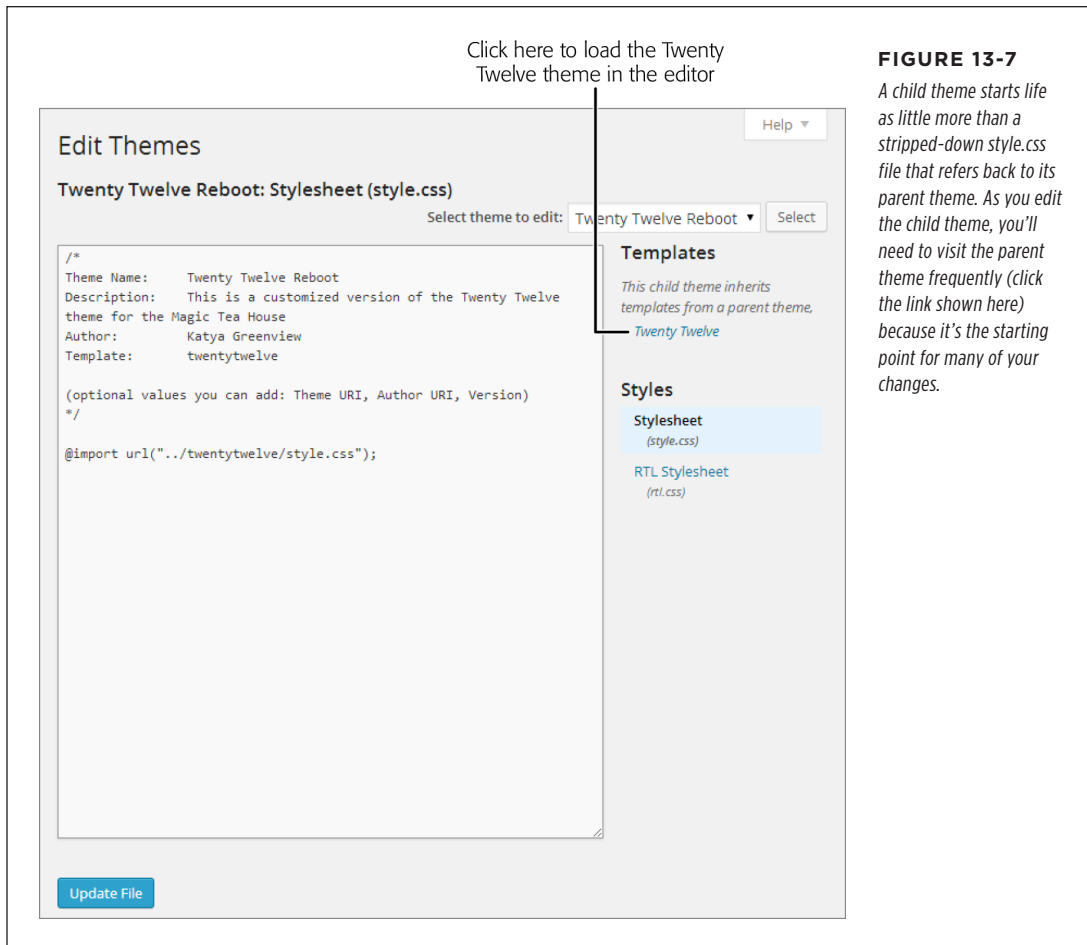 Click here to load the Twenty
Twelve theme in the editor
FIGURE 13-7
A child theme starts life
as little more than a
stripped-down style.css
file that refers back to its
parent theme. As you edit
the child theme, you'll
need to visit the parent
theme frequently (click
the link shown here)
because it's the starting
point for many of your
changes.
Help
Edit Themes
Twenty Twelve Reboot: Stylesheet (style.css)
Select theme to edit: Twenty Twelve Reboot Select
/*
Theme Name: Twenty Twelve Reboot
Description: This is a customized version of the Twenty Twelve
theme for the Magic Tea House
Author: Katya Greenview
Template: twentytwelve
(optional values you can add: Theme URI, Author URI, Version)
*/
@import url("../twentytwelve/style.css");
Templates
This child theme inherits
templates from a parent theme,
Twenty Twelve
Styles
Stylesheet
(style.css)
RTL Stylesheet
(rtl.css)
Update File